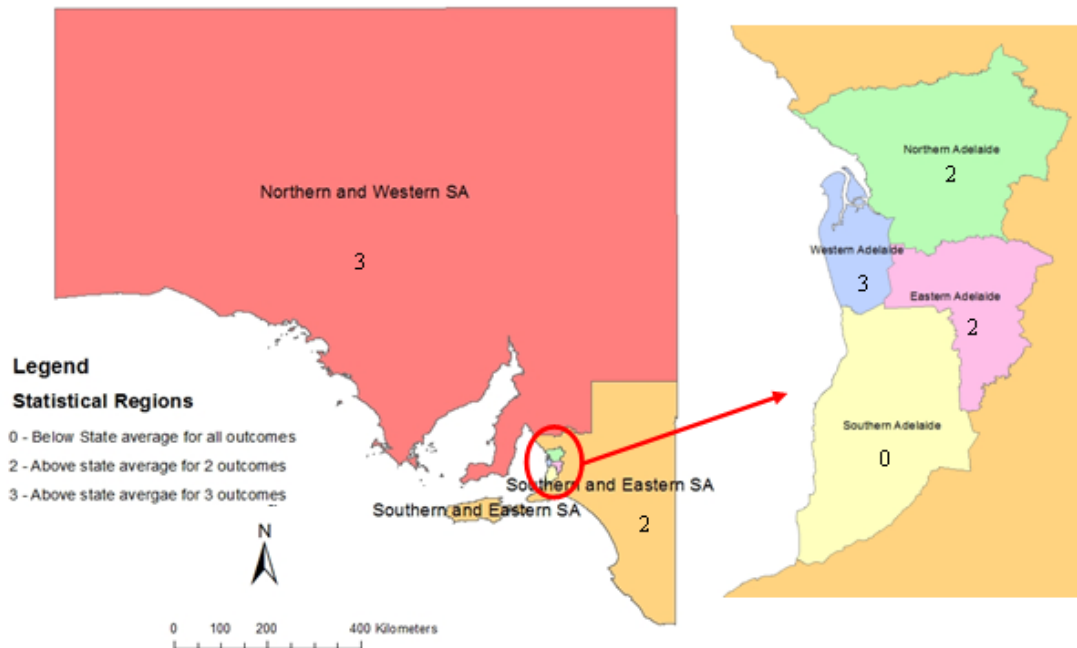 Northern and Western SA
3
Legend
Statistical Regions
0 - Below State average for all outcomes
2 - Above state average for 2 outcomes
3 - Above state avergae for 3 outcomes
N
0 100 200 400 Kilometers
Southern and Eastern SA
Southern and Eastern SA
2
Northern Adelaide
2
Western Adelaide
3
Eastern Adelaide
2
Southern Adelaide
0